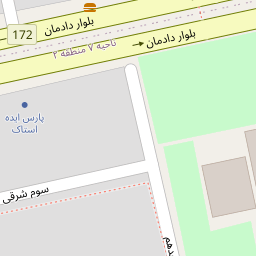 بلوار دادمان
172
ناحیه ۷ منطقه ۲
بلوار دادمان
پارس ایده
استاک
سوم شرقی